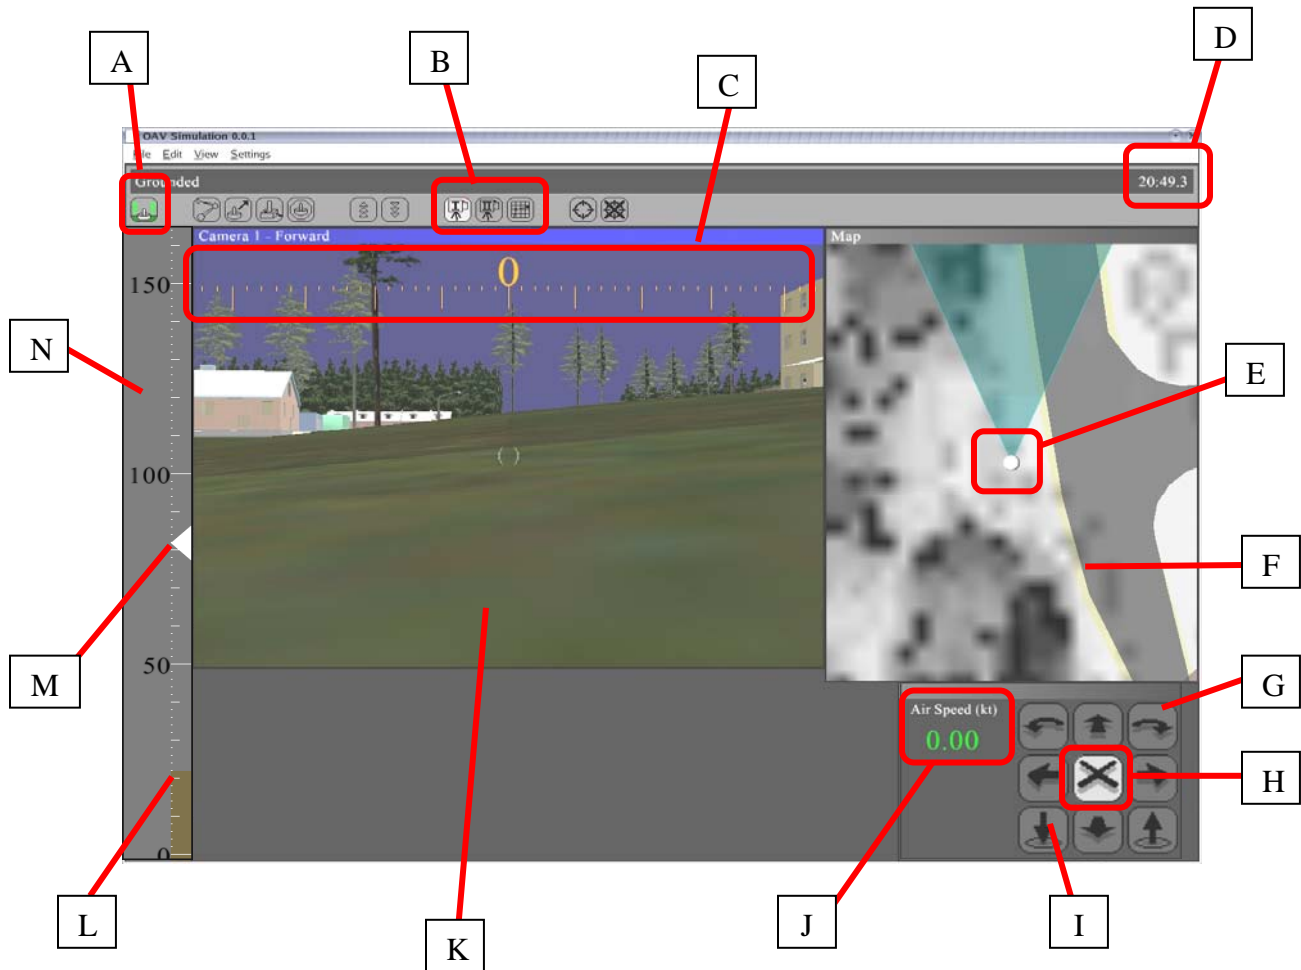 A
B
C
D
OAV Simulation 0.0.1
File Edit View Settings
Grounded
20:49.3
Camera 1 - Forward
Map
0
150
N
E
100
F
M
50
G
Air Speed (kt)
0.00
H
0
L
K
J
I